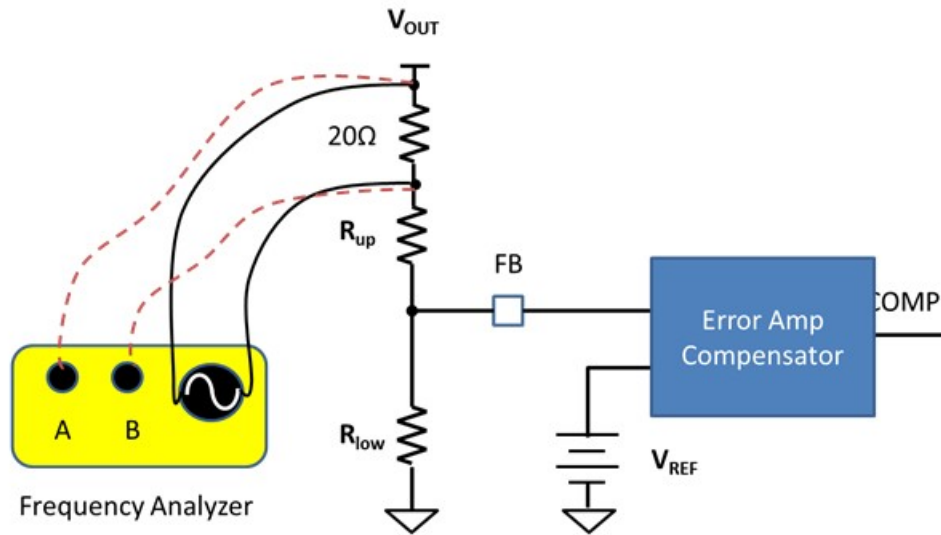 VOUT
20Ω
Rup
FB
Error Amp
Compensator
COMP
A
B
Rlow
VREF
Frequency Analyzer